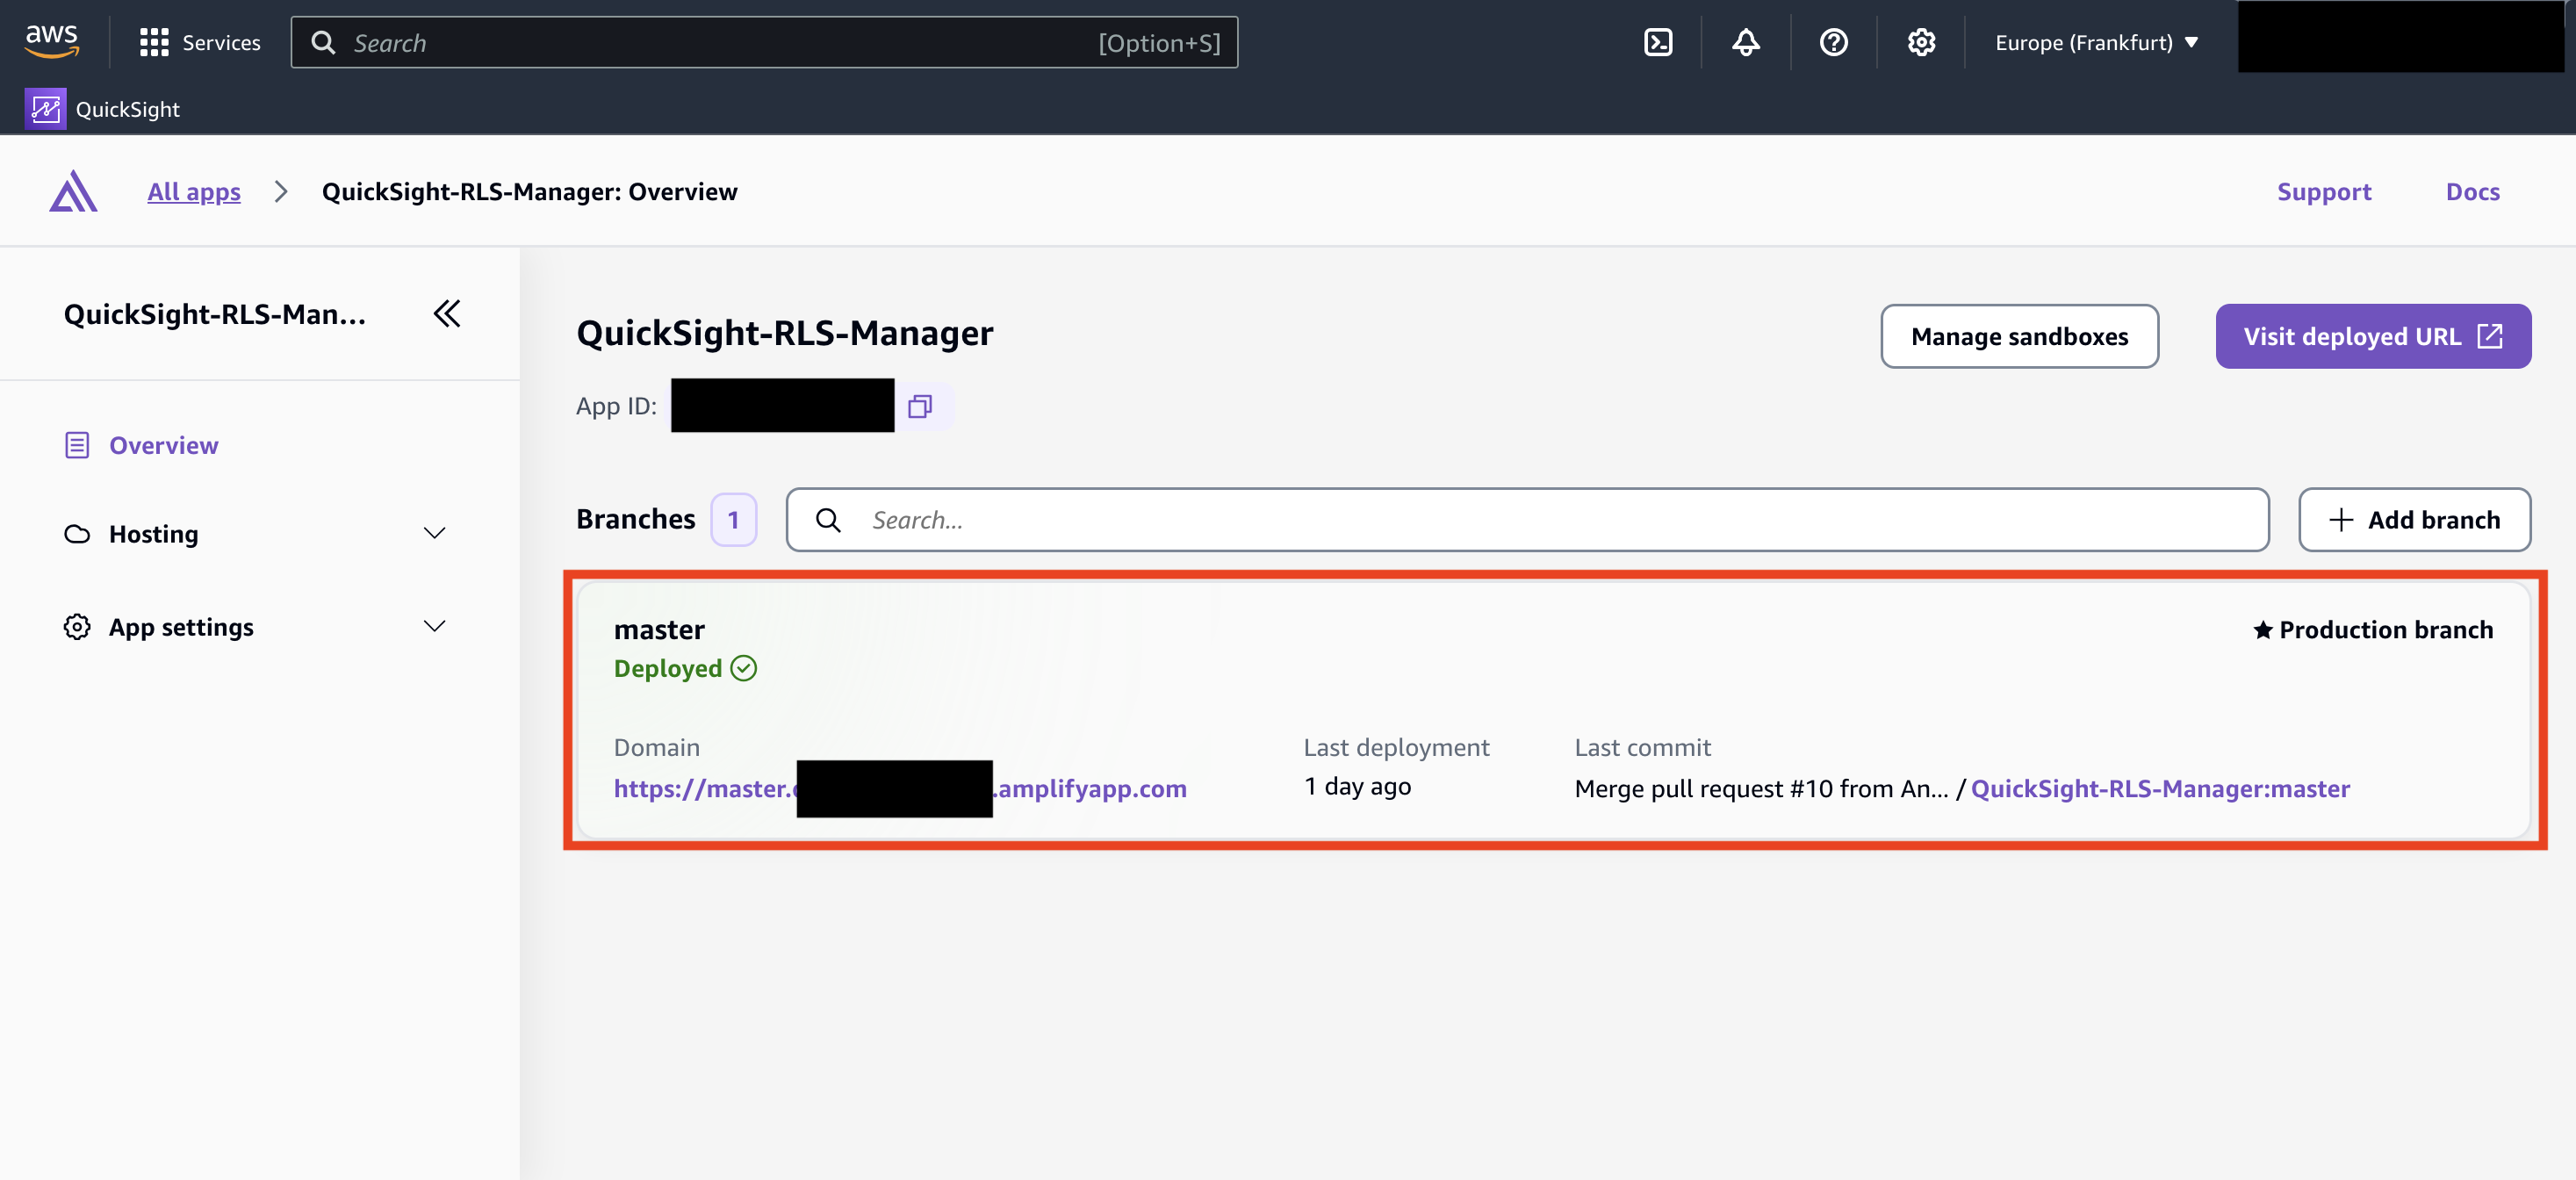 aws
Services
Search
[Option+S]
Europe (Frankfurt)
QuickSight
All apps
QuickSight-RLS-Manager: Overview
Support
Docs
QuickSight-RLS-Man...
Overview
Hosting
App settings
QuickSight-RLS-Manager
Manage sandboxes
Visit deployed URL
App ID:
Branches 1
Search...
Add branch
master
Production branch
Deployed
Domain
https://master. .amplifyapp.com
Last deployment
1 day ago
Last commit
Merge pull request #10 from An... / QuickSight-RLS-Manager:master